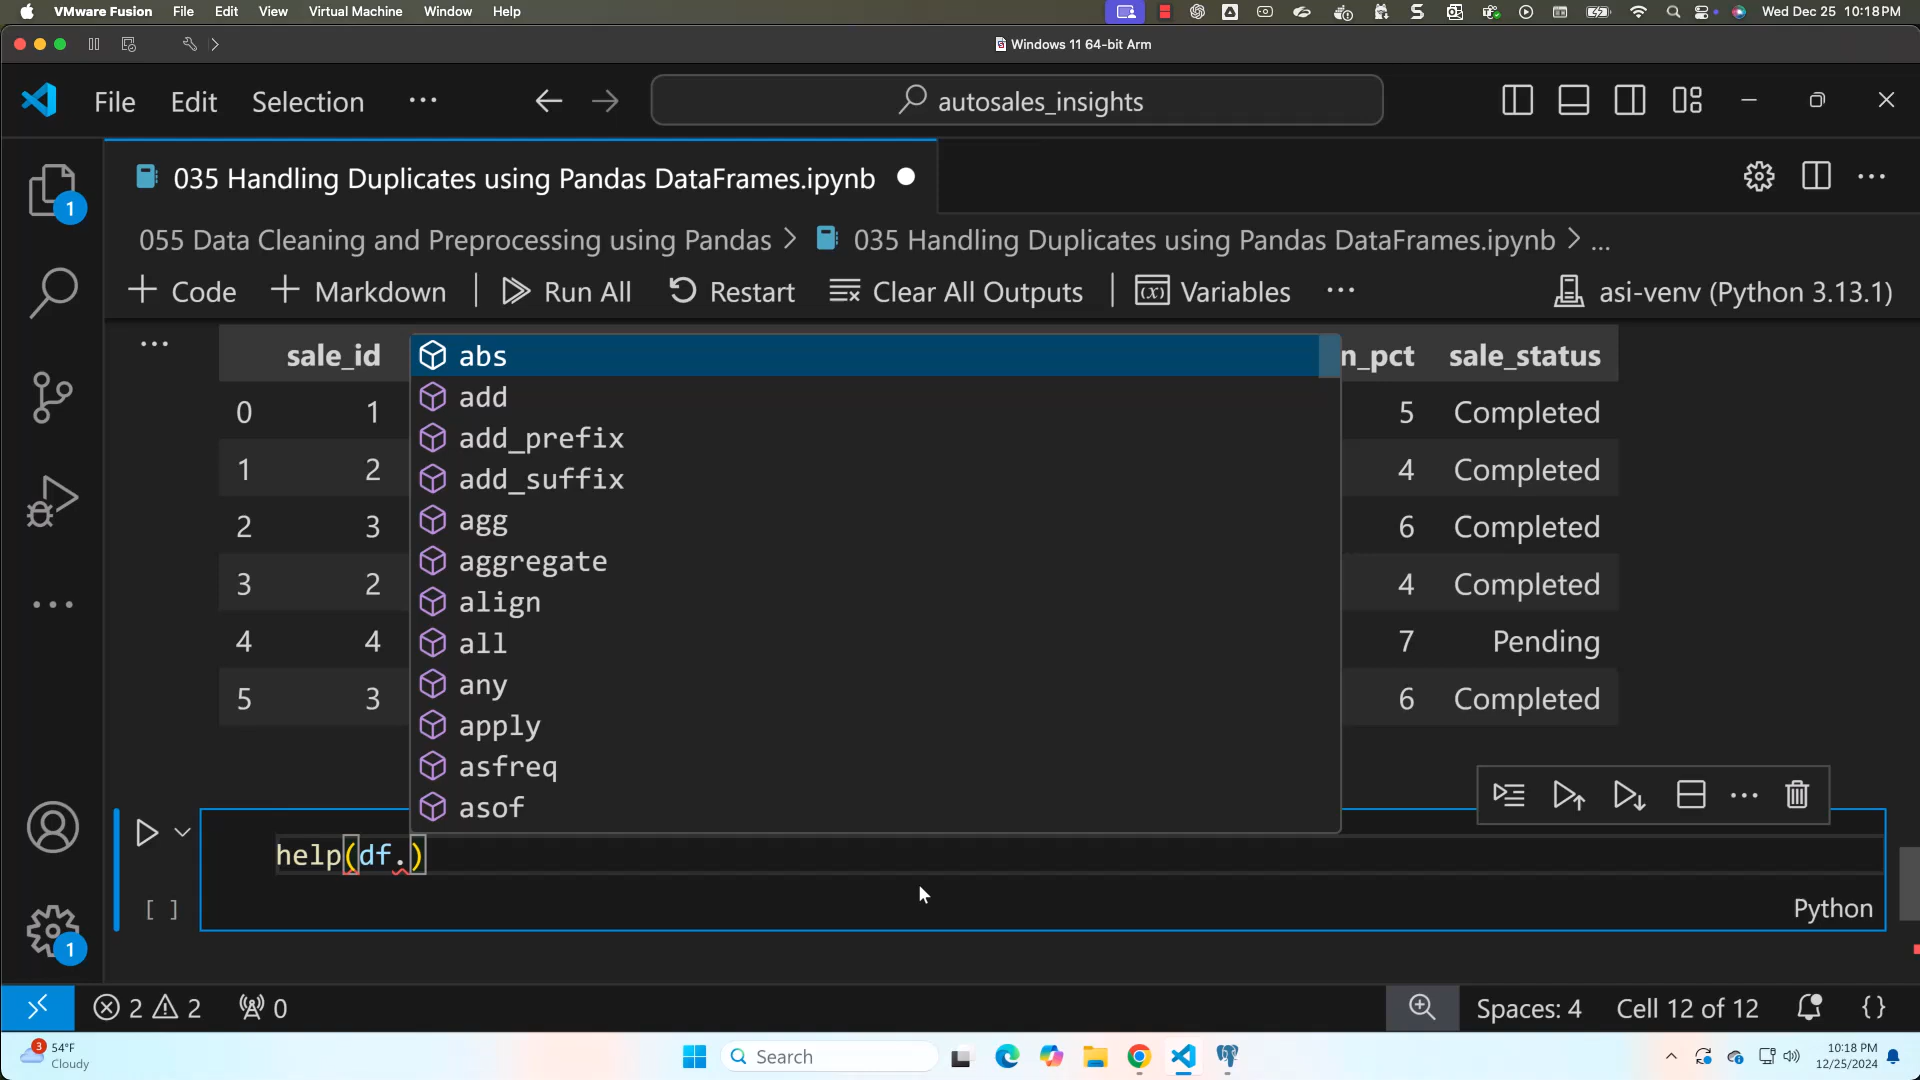 VMware Fusion File Edit View Virtual Machine Window Help Wed Dec 25 10:18 PM
Windows 11 64-bit Arm
File Edit Selection ··· autosales_insights
035 Handling Duplicates using Pandas DataFrames.ipynb
055 Data Cleaning and Preprocessing using Pandas > 035 Handling Duplicates using Pandas DataFrames.ipynb > ...
+ Code + Markdown Run All Restart Clear All Outputs Variables ··· asi-venv (Python 3.13.1)
sale_id n_pct sale_status
0 1 5 Completed
1 2 4 Completed
2 3 6 Completed
3 2 4 Completed
4 4 7 Pending
5 3 6 Completed
abs
add
add_prefix
add_suffix
agg
aggregate
align
all
any
apply
asfreq
asof
help(df.)
[ ] Python
1
1
2 2 0 Spaces: 4 Cell 12 of 12 {}
3 54°F
Cloudy
Search
10:18 PM
12/25/2024